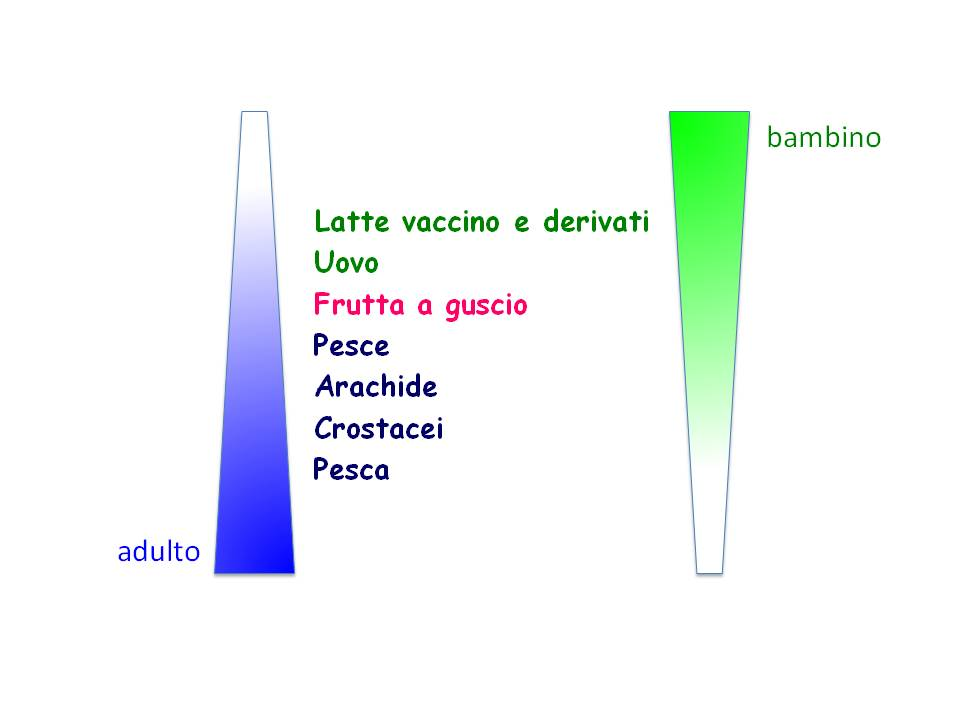 bambino
Latte vaccino e derivati
Uovo
Frutta a guscio
Pesce
Arachide
Crostacei
Pesca
adulto